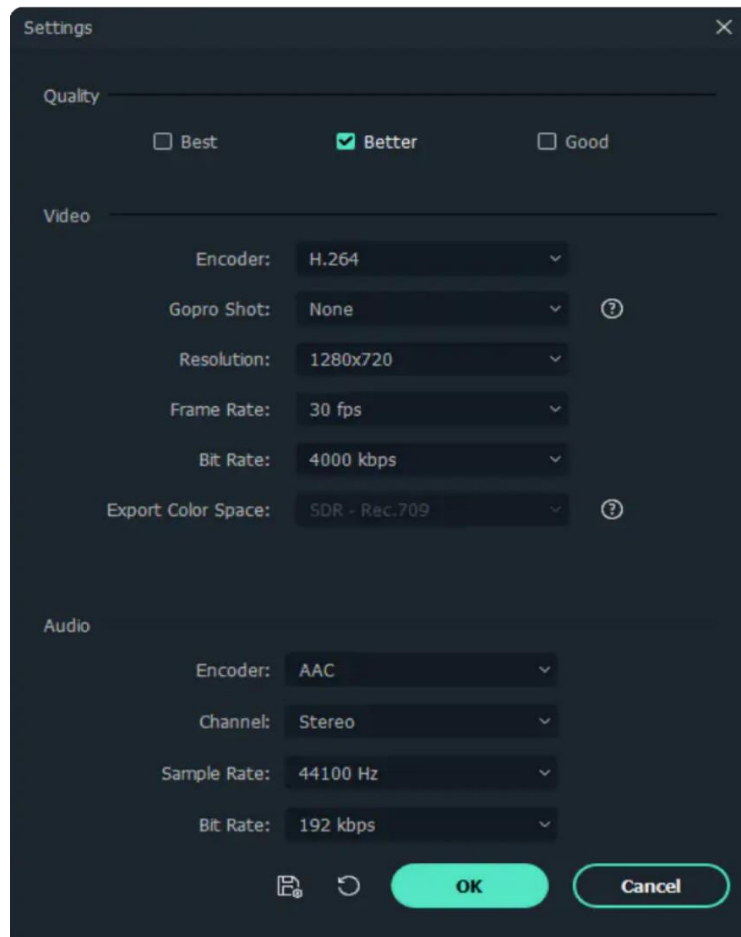 Settings
Quality
Best Better Good
Video
Encoder: H.264
Gopro Shot: None
Resolution: 1280x720
Frame Rate: 30 fps
Bit Rate: 4000 kbps
Export Color Space: SDR - Rec.709
Audio
Encoder: AAC
Channel: Stereo
Sample Rate: 44100 Hz
Bit Rate: 192 kbps
OK Cancel